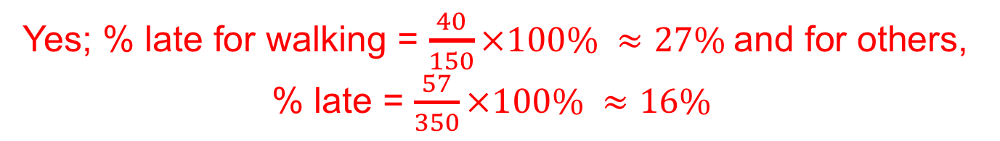 Yes; % late for walking = 40/150 ×100% ≈ 27% and for others,
% late = 57/350 ×100% ≈ 16%